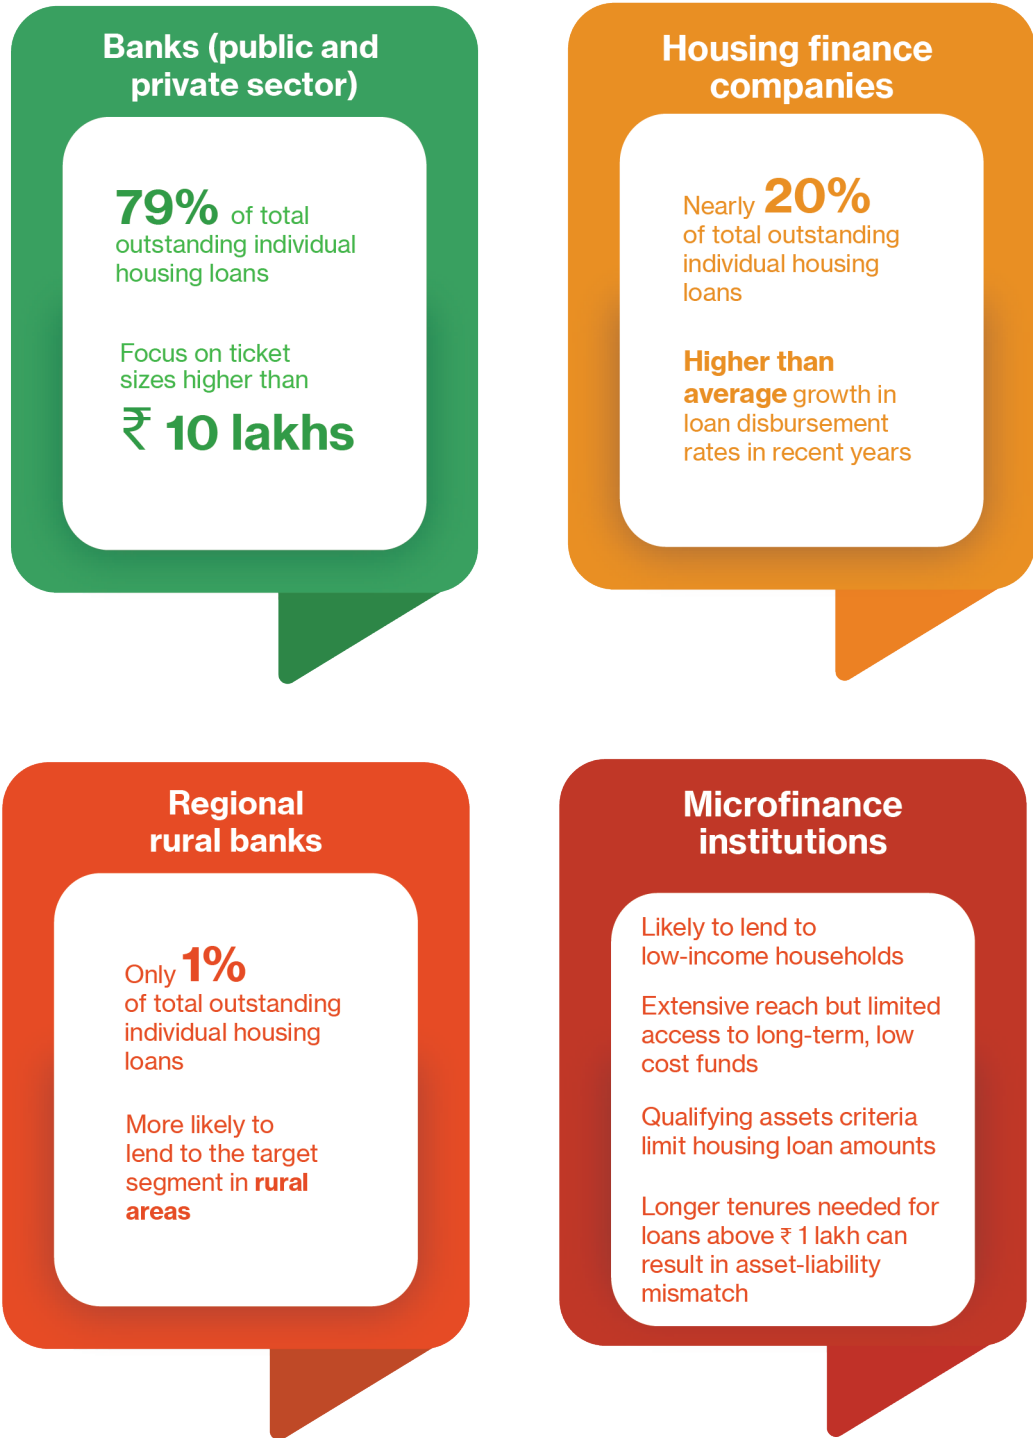 Banks (public and
private sector)
79% of total
outstanding individual
housing loans
Focus on ticket
sizes higher than
₹ 10 lakhs
Housing finance
companies
Nearly 20%
of total outstanding
individual housing
loans
Higher than
average growth in
loan disbursement
rates in recent years
Regional
rural banks
Only 1%
of total outstanding
individual housing
loans
More likely to
lend to the target
segment in rural
areas
Microfinance
institutions
Likely to lend to
low-income households
Extensive reach but limited
access to long-term, low
cost funds
Qualifying assets criteria
limit housing loan amounts
Longer tenures needed for
loans above ₹ 1 lakh can
result in asset-liability
mismatch